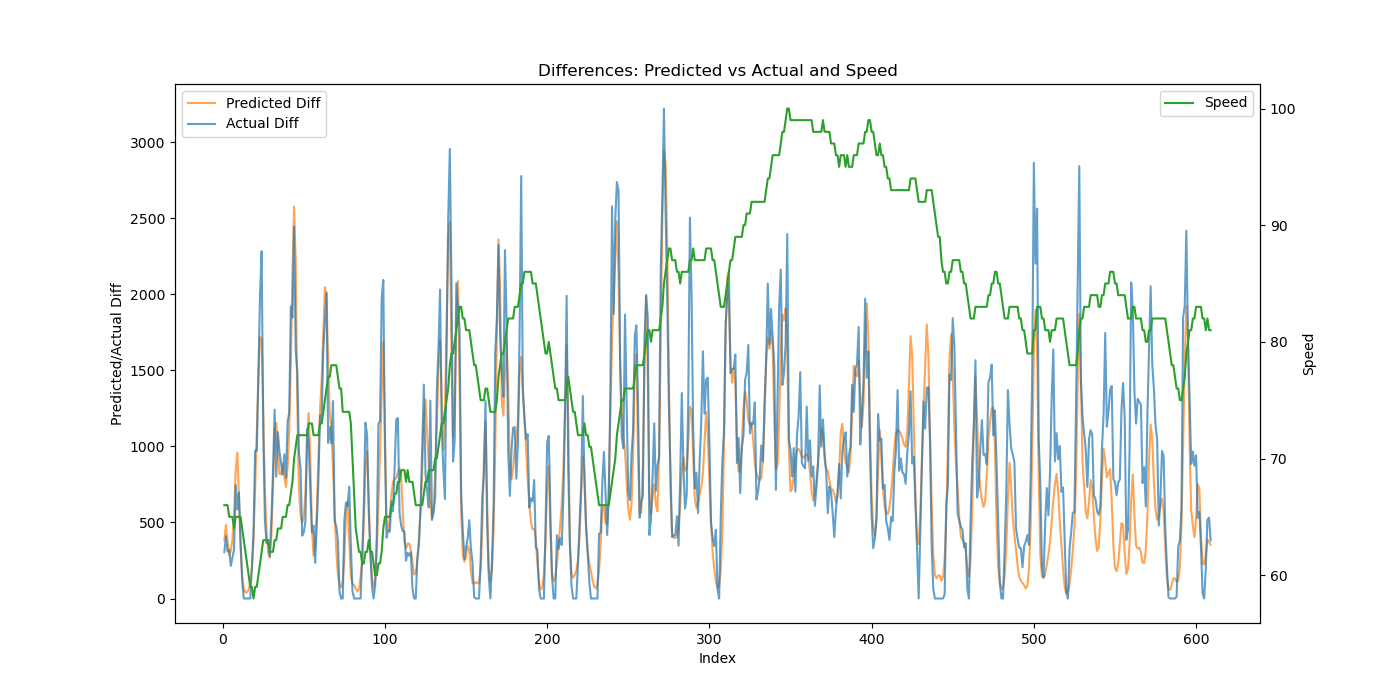 Differences: Predicted vs Actual and Speed
Predicted Diff
Actual Diff
Speed
3000
2500
2000
1500
1000
500
0
Predicted/Actual Diff
100
90
80
70
60
Speed
0 100 200 300 400 500 600
Index